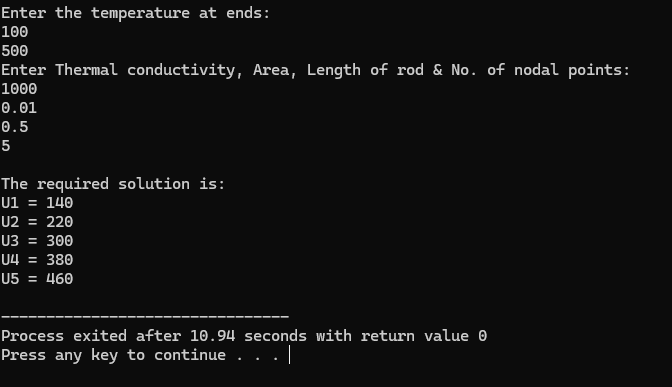 Enter the temperature at ends:
100
500
Enter Thermal conductivity, Area, Length of rod & No. of nodal points:
1000
0.01
0.5
5
The required solution is:
U1 = 140
U2 = 220
U3 = 300
U4 = 380
U5 = 460
--------------------------------
Process exited after 10.94 seconds with return value 0
Press any key to continue . . .